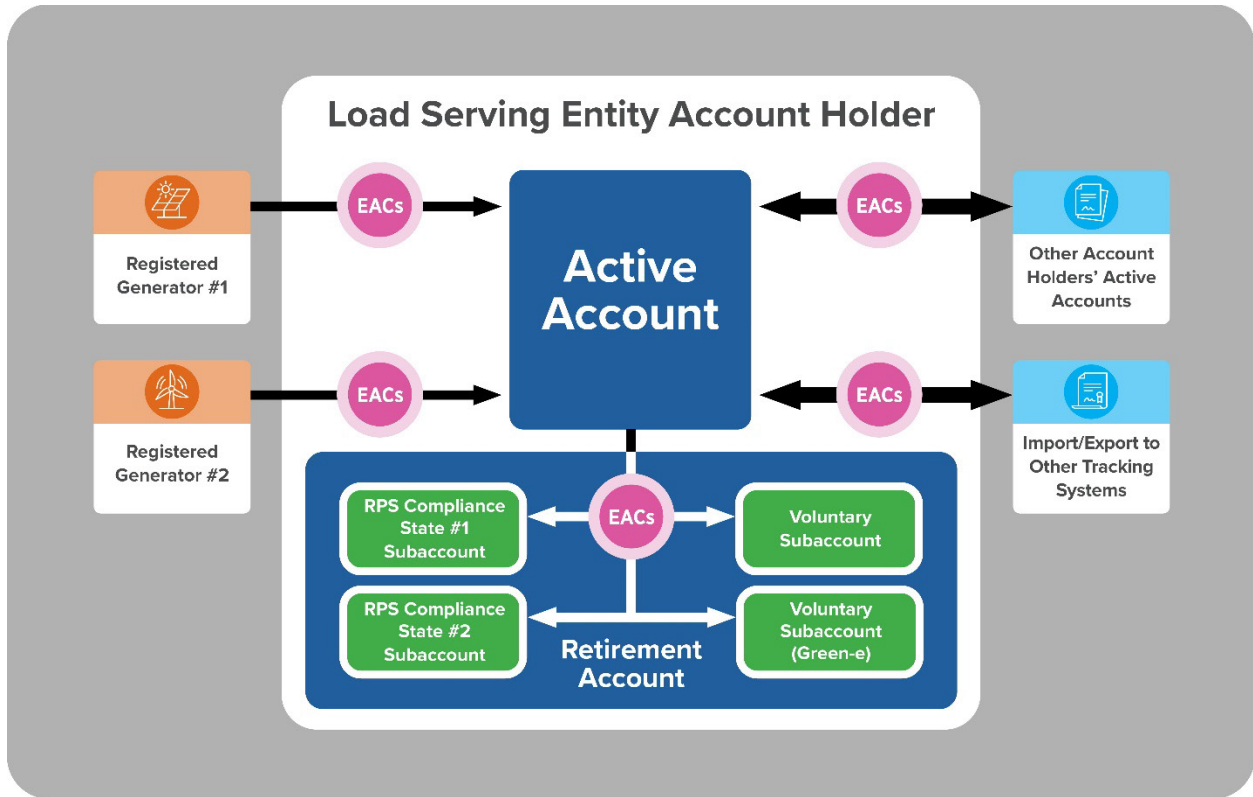 Load Serving Entity Account Holder
EACs
Registered
Generator #1
Active
Account
EACs
Other Account
Holders' Active
Accounts
EACs
Registered
Generator #2
EACs
Import/Export to
Other Tracking
Systems
RPS Compliance
State #1
Subaccount
EACs
Voluntary
Subaccount
RPS Compliance
State #2
Subaccount
Retirement
Account
Voluntary
Subaccount
(Green-e)